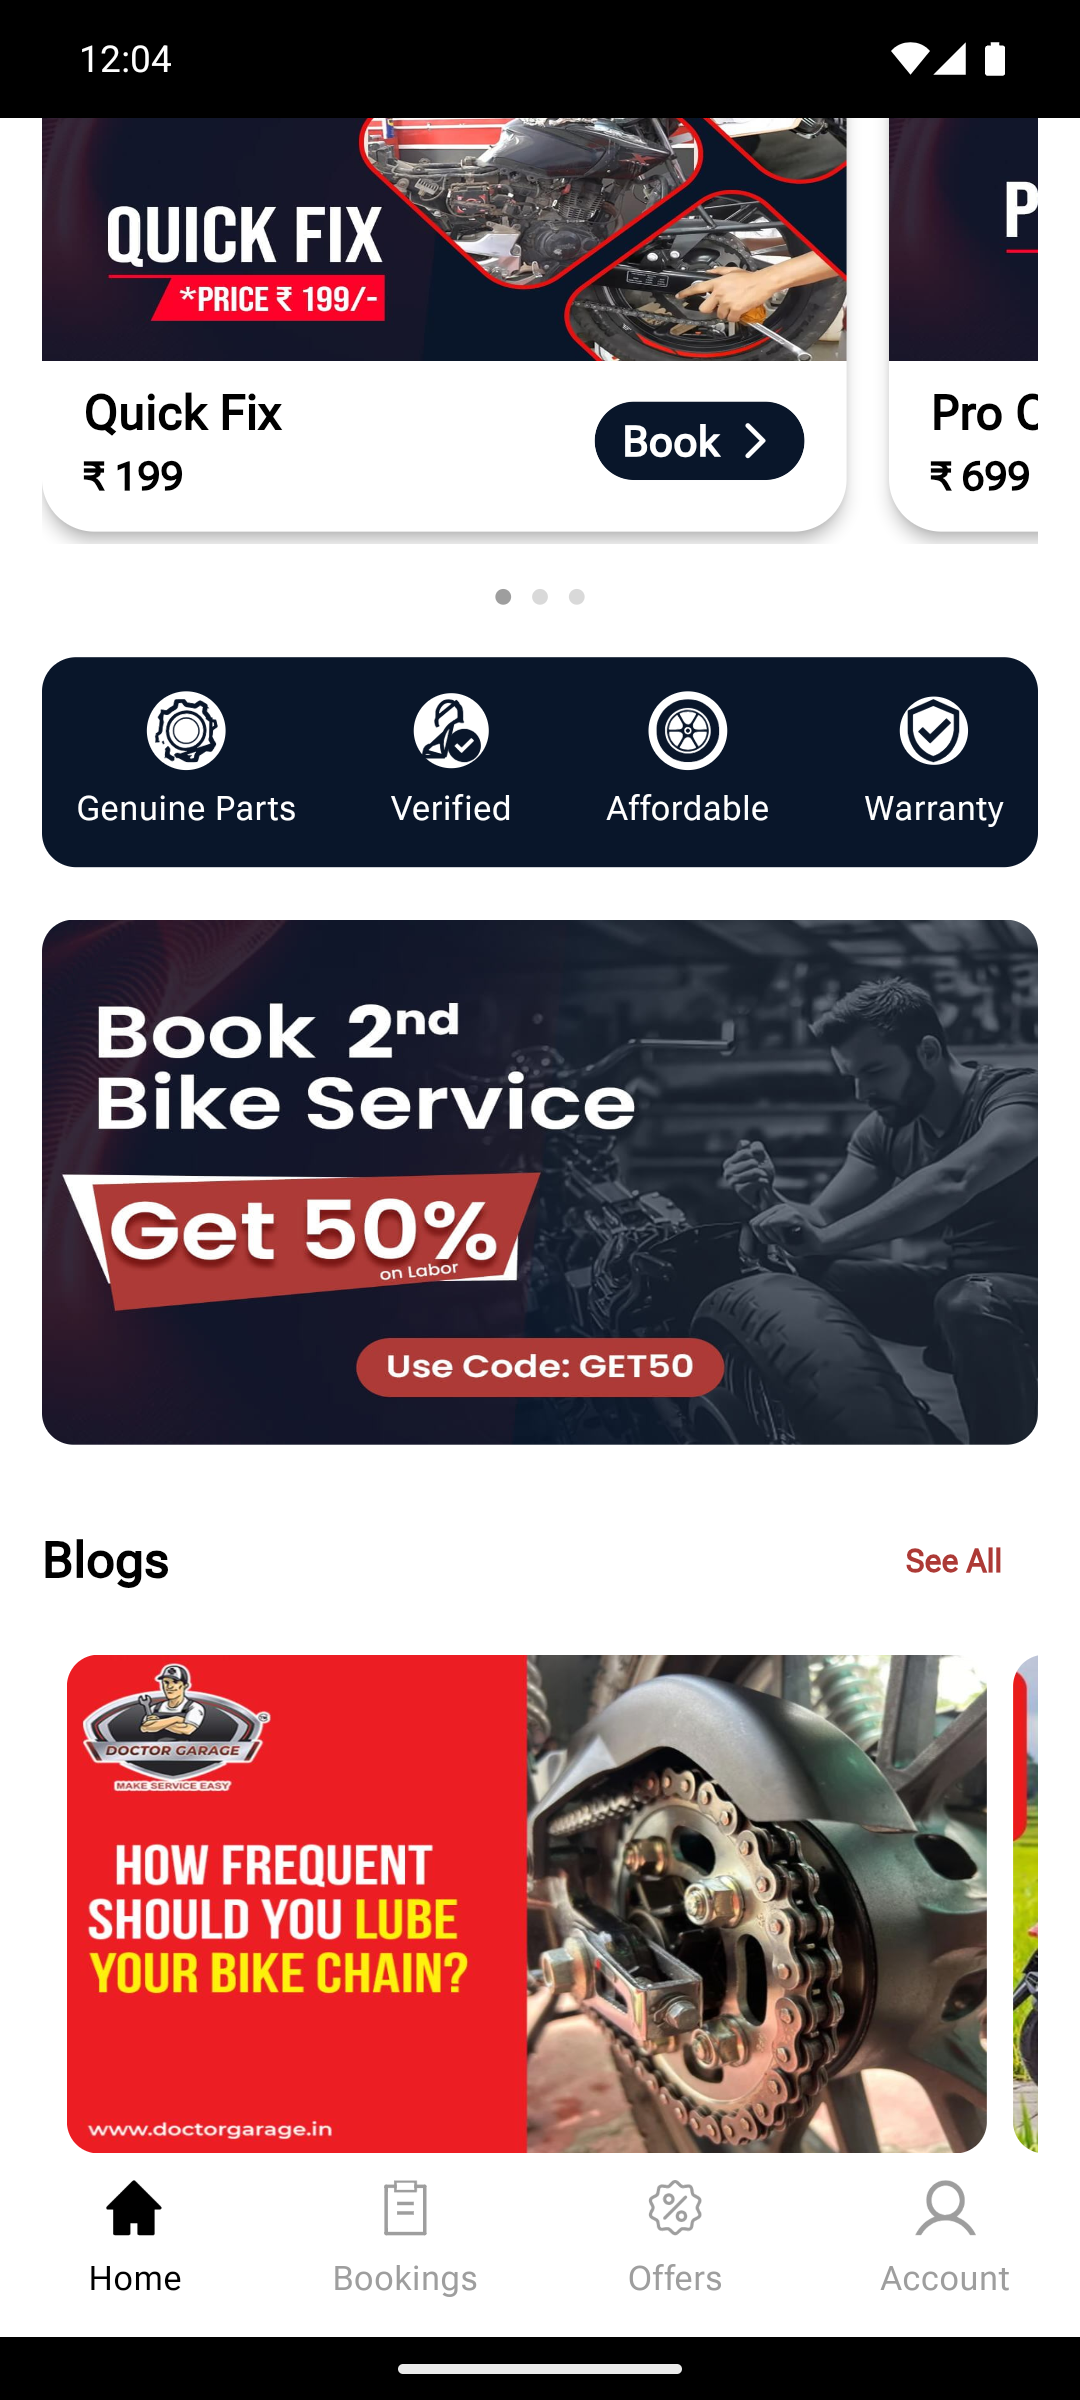 12:04
QUICK FIX
*PRICE ₹ 199/-
P
Quick Fix
₹ 199
Book
Pro C
₹ 699
Genuine Parts
Verified
Affordable
Warranty
Book 2nd
Bike Service
Get 50%
on Labor
Use Code: GET50
Blogs
See All
DOCTOR GARAGE
MAKE SERVICE EASY
HOW FREQUENT
SHOULD YOU LUBE
YOUR BIKE CHAIN?
www.doctorgarage.in
Home
Bookings
Offers
Account